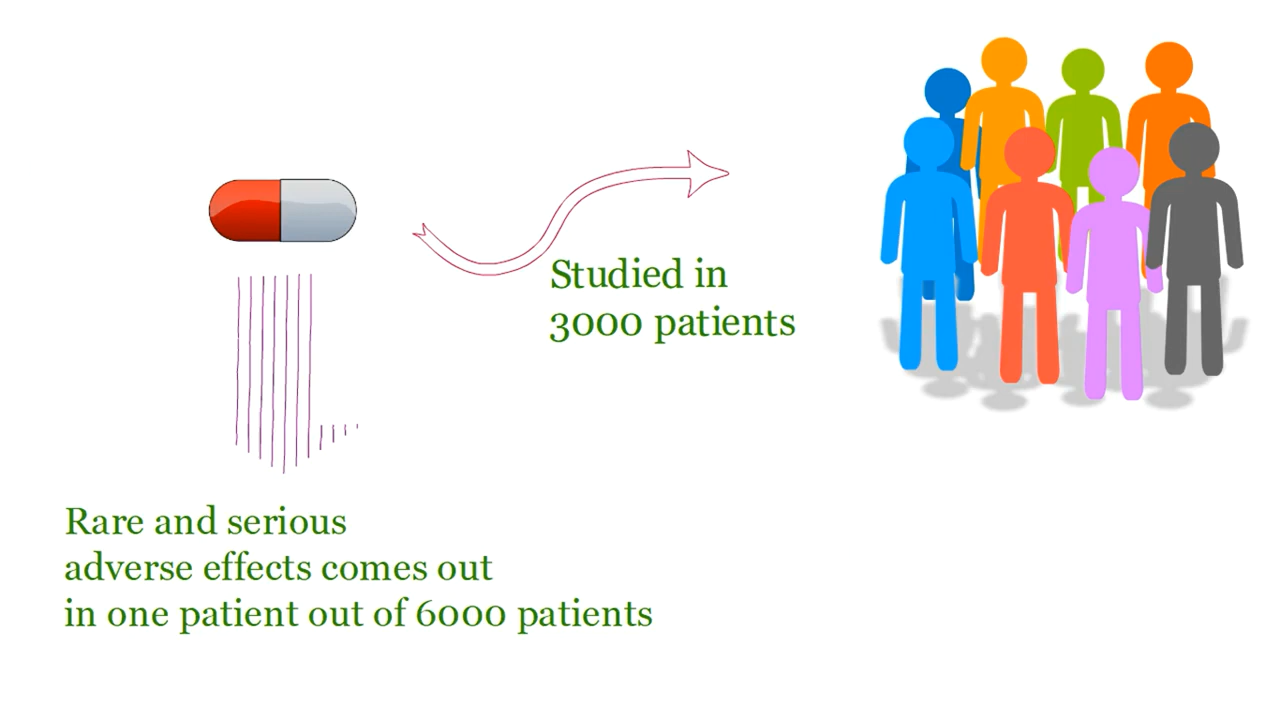 Studied in
3000 patients
Rare and serious
adverse effects comes out
in one patient out of 6000 patients